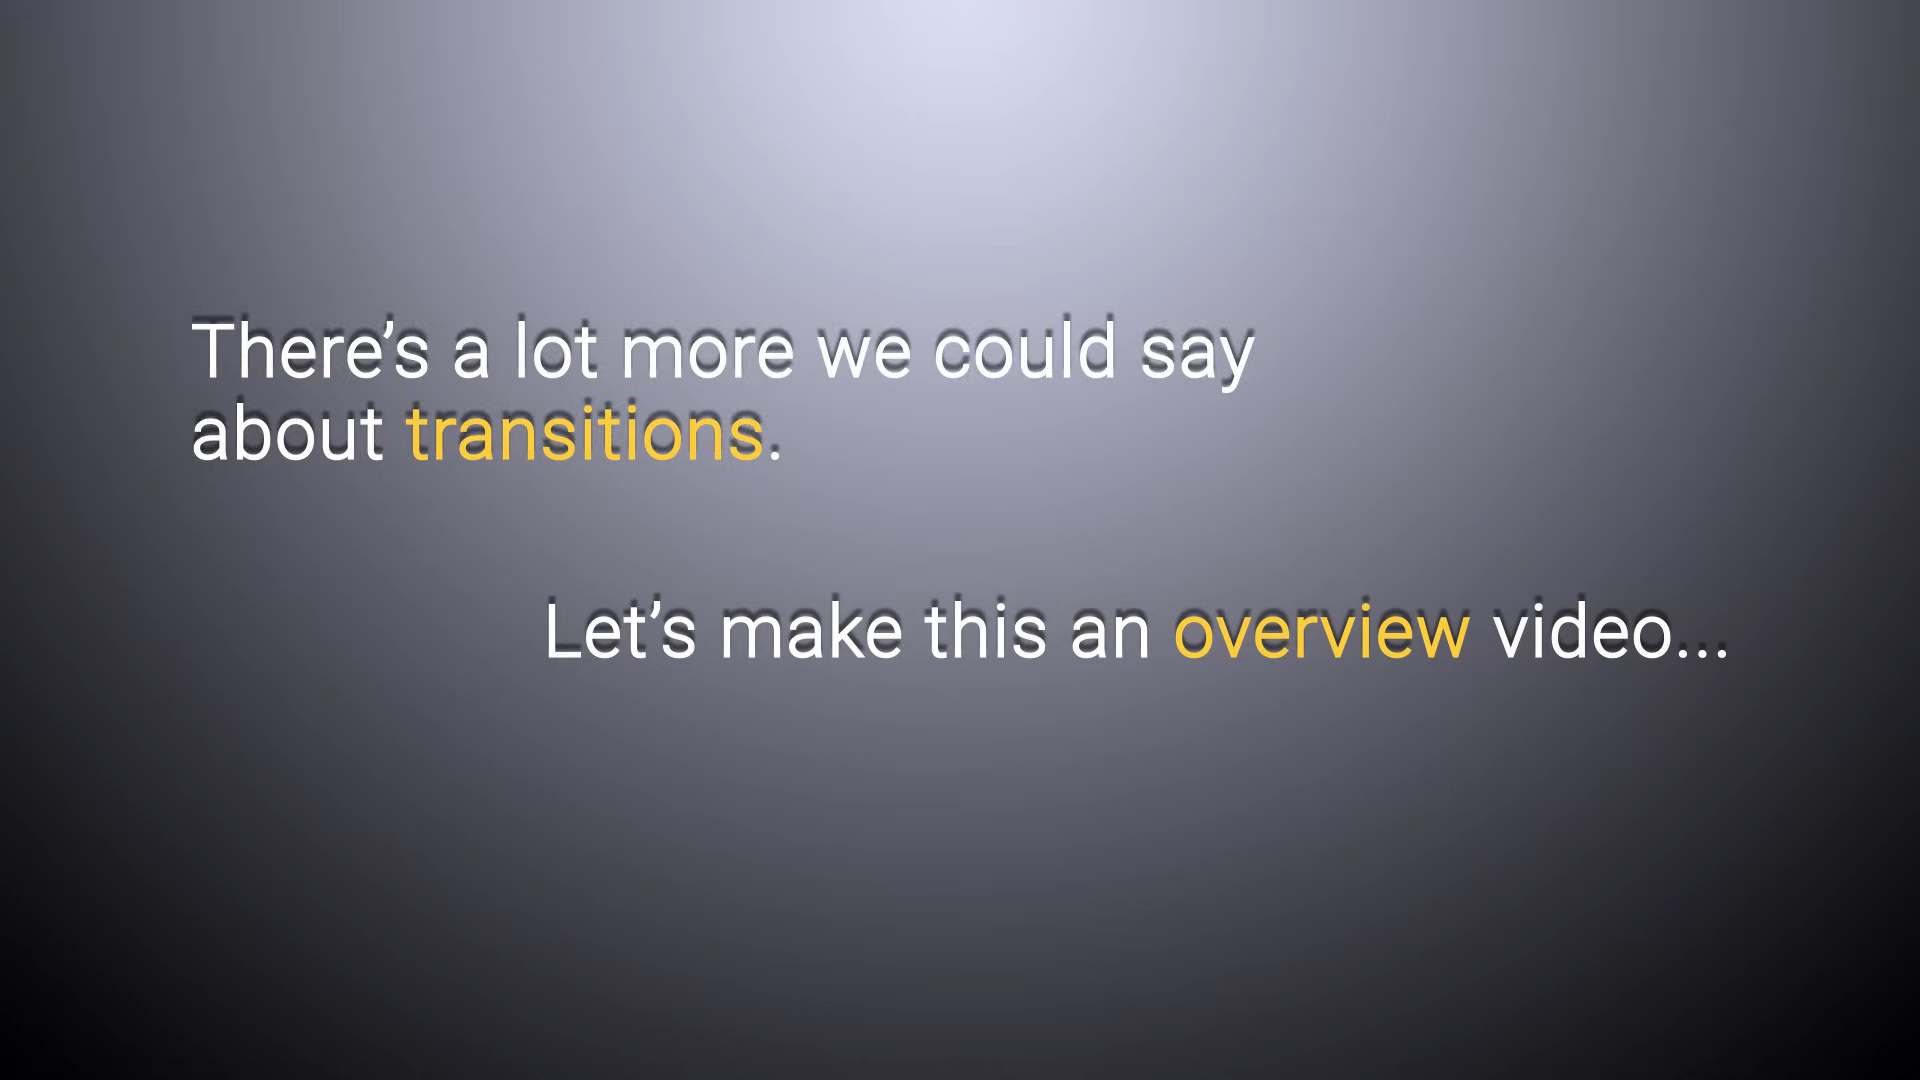 There’s a lot more we could say
about transitions.
Let’s make this an overview video...